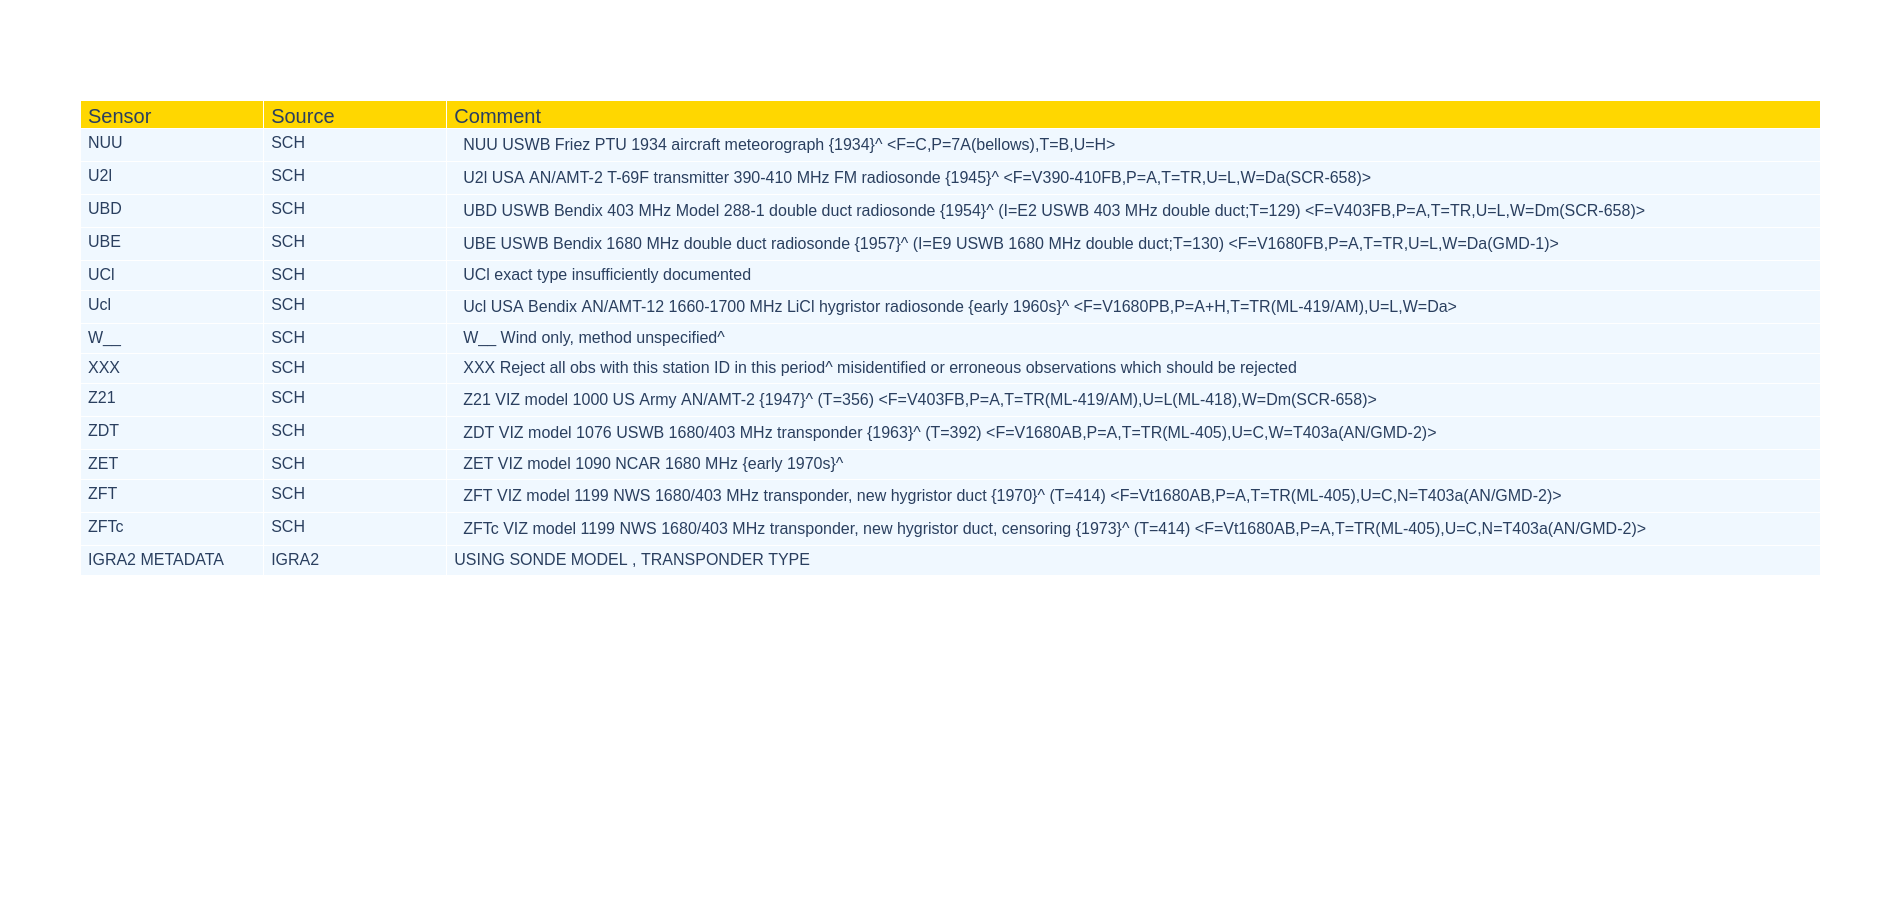 Sensor Source Comment
NUU SCH NUU USWB Friez PTU 1934 aircraft meteorograph {1934}^ <F=C,P=7A(bellows),T=B,U=H>
U2l SCH U2l USA AN/AMT-2 T-69F transmitter 390-410 MHz FM radiosonde {1945}^ <F=V390-410FB,P=A,T=TR,U=L,W=Da(SCR-658)>
UBD SCH UBD USWB Bendix 403 MHz Model 288-1 double duct radiosonde {1954}^ (I=E2 USWB 403 MHz double duct;T=129) <F=V403FB,P=A,T=TR,U=L,W=Dm(SCR-658)>
UBE SCH UBE USWB Bendix 1680 MHz double duct radiosonde {1957}^ (I=E9 USWB 1680 MHz double duct;T=130) <F=V1680FB,P=A,T=TR,U=L,W=Da(GMD-1)>
UCl SCH UCl exact type insufficiently documented
Ucl SCH Ucl USA Bendix AN/AMT-12 1660-1700 MHz LiCl hygristor radiosonde {early 1960s}^ <F=V1680PB,P=A+H,T=TR(ML-419/AM),U=L,W=Da>
W__ SCH W__ Wind only, method unspecified^
XXX SCH XXX Reject all obs with this station ID in this period^ misidentified or erroneous observations which should be rejected
Z21 SCH Z21 VIZ model 1000 US Army AN/AMT-2 {1947}^ (T=356) <F=V403FB,P=A,T=TR(ML-419/AM),U=L(ML-418),W=Dm(SCR-658)>
ZDT SCH ZDT VIZ model 1076 USWB 1680/403 MHz transponder {1963}^ (T=392) <F=V1680AB,P=A,T=TR(ML-405),U=C,W=T403a(AN/GMD-2)>
ZET SCH ZET VIZ model 1090 NCAR 1680 MHz {early 1970s}^
ZFT SCH ZFT VIZ model 1199 NWS 1680/403 MHz transponder, new hygristor duct {1970}^ (T=414) <F=Vt1680AB,P=A,T=TR(ML-405),U=C,N=T403a(AN/GMD-2)>
ZFTc SCH ZFTc VIZ model 1199 NWS 1680/403 MHz transponder, new hygristor duct, censoring {1973}^ (T=414) <F=Vt1680AB,P=A,T=TR(ML-405),U=C,N=T403a(AN/GMD-2)>
IGRA2 METADATA IGRA2 USING SONDE MODEL , TRANSPONDER TYPE